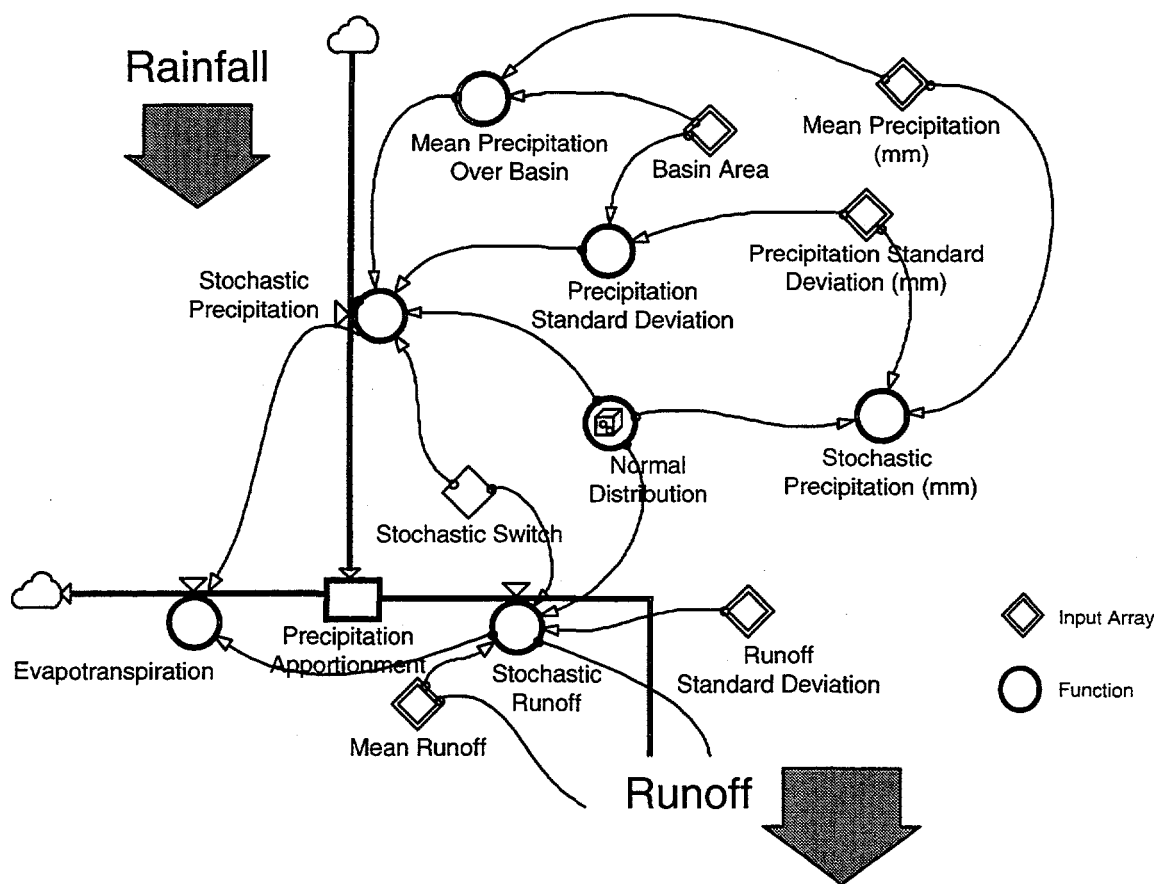 Rainfall
Mean Precipitation
Over Basin
Basin Area
Mean Precipitation
(mm)
Precipitation Standard
Deviation (mm)
Stochastic
Precipitation
Precipitation
Standard Deviation
Normal
Distribution
Stochastic
Precipitation (mm)
Stochastic Switch
Evapotranspiration
Precipitation
Apportionment
Stochastic
Runoff
Runoff
Standard Deviation
Mean Runoff
Input Array
Function
Runoff